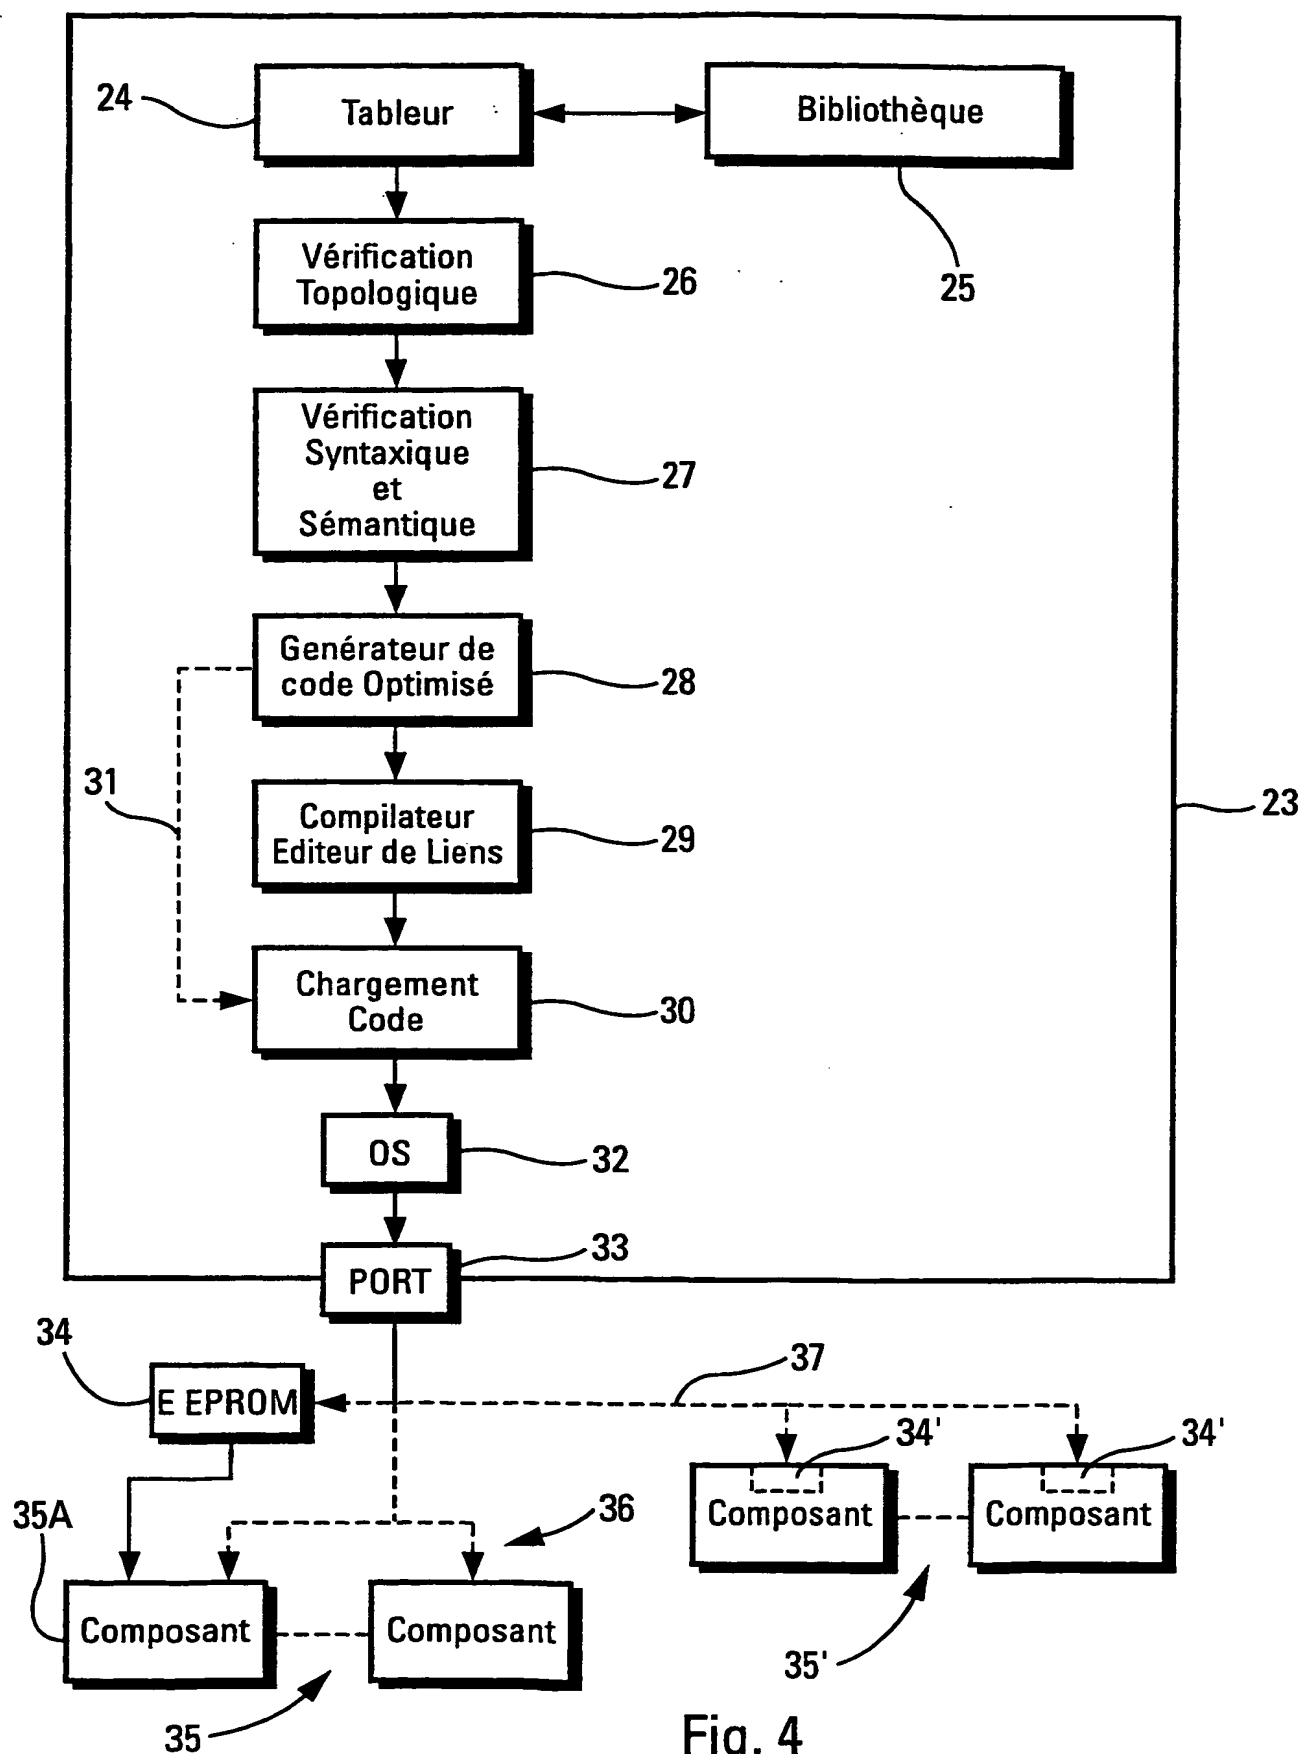 24
Tableur
Bibliothèque
25
Vérification
Topologique
26
Vérification
Syntaxique
et
Sémantique
27
Genérateur de
code Optimisé
28
31
Compilateur
Editeur de Liens
29
23
Chargement
Code
30
OS
32
PORT
33
34
E EPROM
37
34'
34'
Composant
Composant
35A
36
Composant
Composant
35'
35
Fig. 4